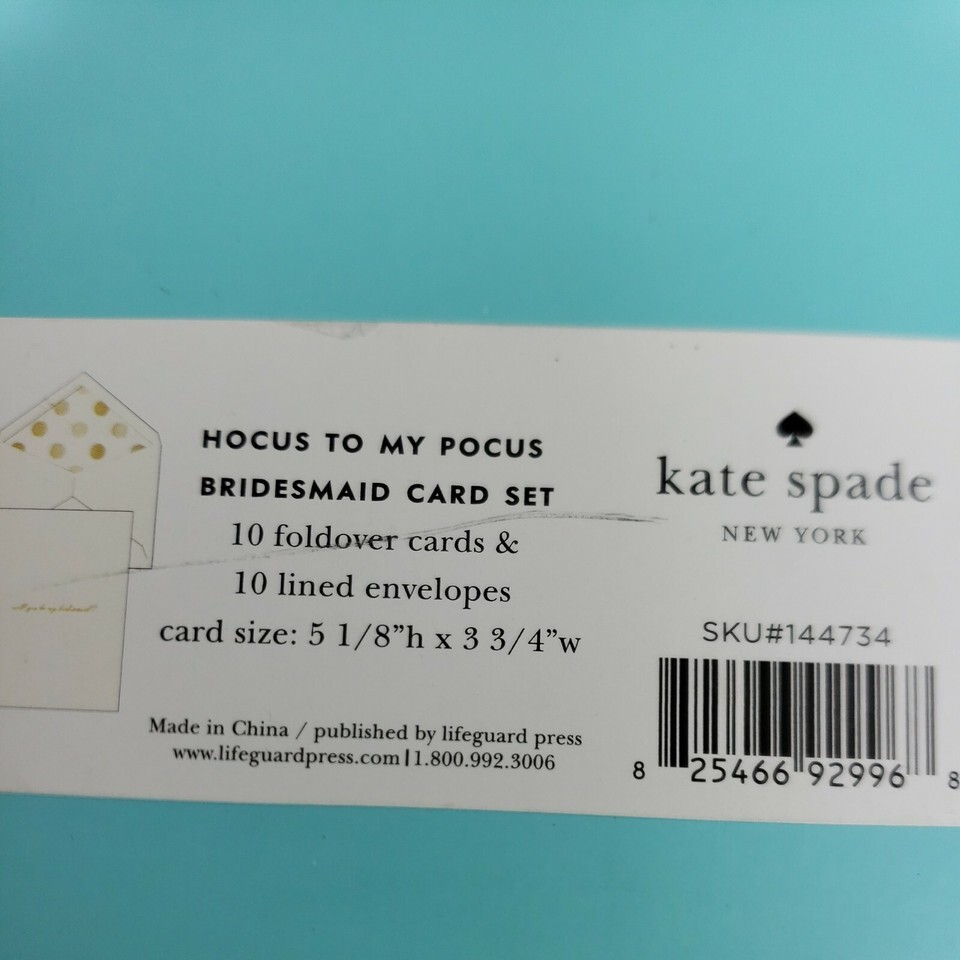 HOCUS TO MY POCUS
BRIDESMAID CARD SET
10 foldover cards &
10 lined envelopes
card size: 5 1/8”h x 3 3/4”w
Made in China / published by lifeguard press
www.lifeguardpress.com | 1.800.992.3006
kate spade
NEW YORK
SKU#144734
8 25466 92996 8